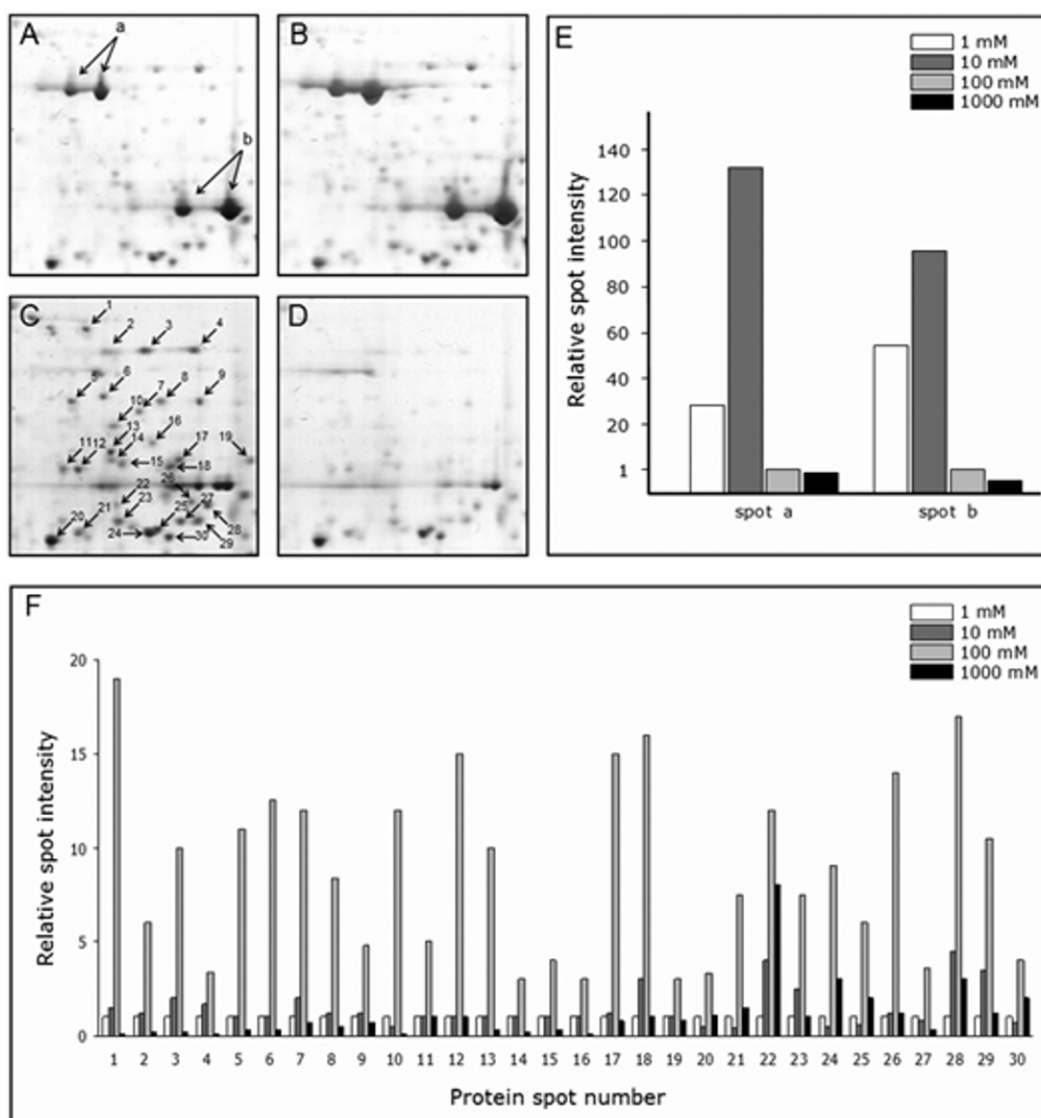 A
a
b
B
C
1
2
3
4
5
6
7
8
9
10
11 12
13
14
15
16
17
18
19
20
21
22
23
24
25
26
27
28
29
30
D
E
1 mM
10 mM
100 mM
1000 mM
Relative spot intensity
140
120
100
80
60
40
20
1
spot a
spot b
F
1 mM
10 mM
100 mM
1000 mM
Relative spot intensity
20
15
10
5
0
1 2 3 4 5 6 7 8 9 10 11 12 13 14 15 16 17 18 19 20 21 22 23 24 25 26 27 28 29 30
Protein spot number